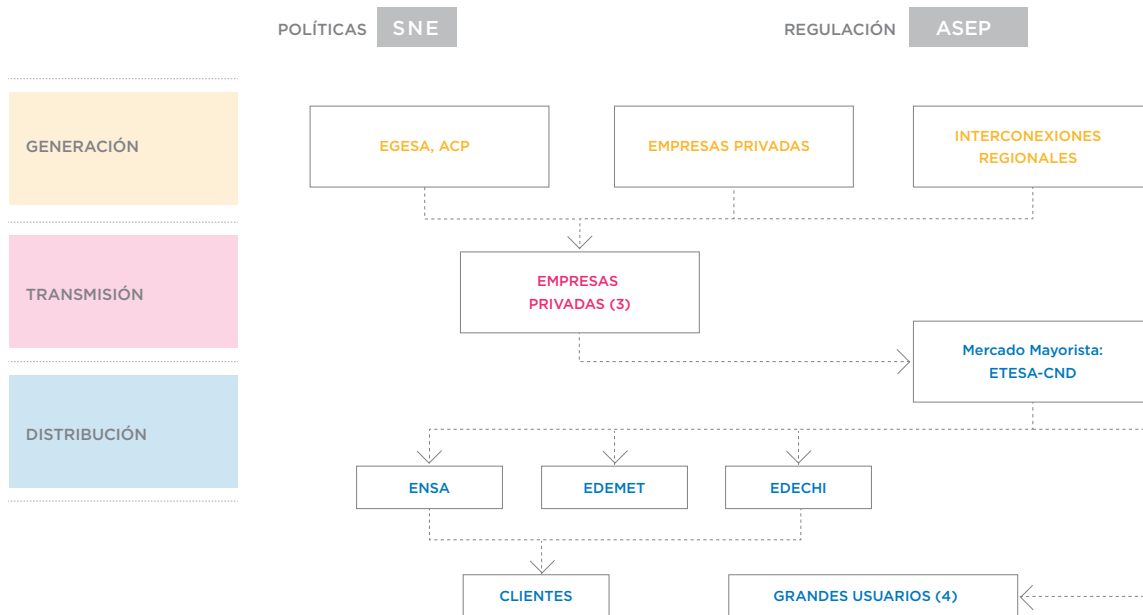 POLÍTICAS SNE
REGULACIÓN ASEP
GENERACIÓN
EGESA, ACP
EMPRESAS PRIVADAS
INTERCONEXIONES
REGIONALES
TRANSMISIÓN
EMPRESAS
PRIVADAS (3)
Mercado Mayorista:
ETESA-CND
DISTRIBUCIÓN
ENSA
EDEMET
EDECHI
CLIENTES
GRANDES USUARIOS (4)